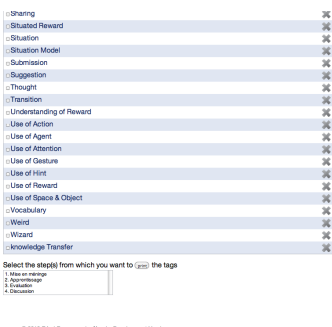 Sharing
Situated Reward
Situation
Situation Model
Submission
Suggestion
Thought
Transition
Understanding of Reward
Use of Action
Use of Agent
Use of Attention
Use of Gesture
Use of Hint
Use of Reward
Use of Space & Object
Vocabulary
Weird
Wizard
knowledge Transfer
Select the step(s) from which you want to print the tags
1. Mise en méninge
2. Apprentissage
3. Evaluation
4. Discussion